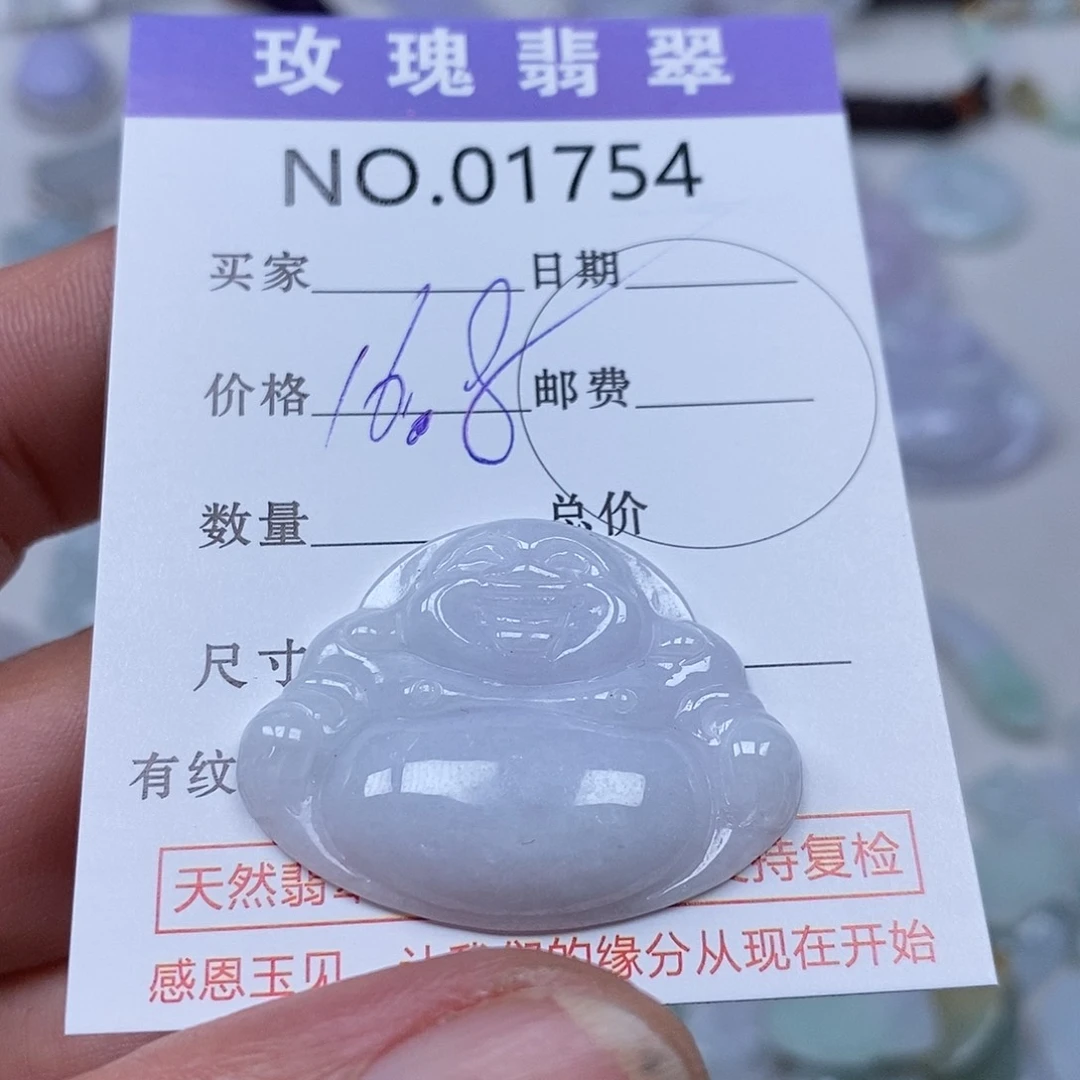 玫瑰翡翠
NO.01754
买家 日期
价格 16.8 邮费
数量 总价
尺寸
有纹
天然翡 持复检
感恩玉见 的缘分从现在开始